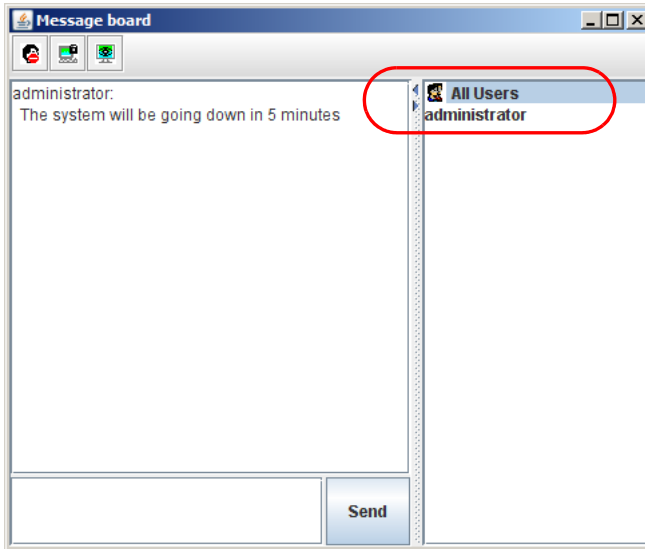 Message board
administrator:
The system will be going down in 5 minutes
All Users
administrator
Send